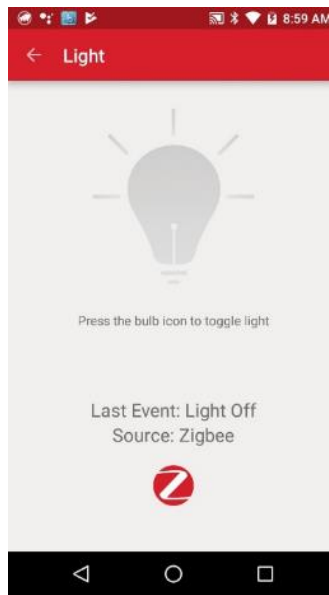 8:59 AM
Light
Press the bulb icon to toggle light
Last Event: Light Off
Source: Zigbee